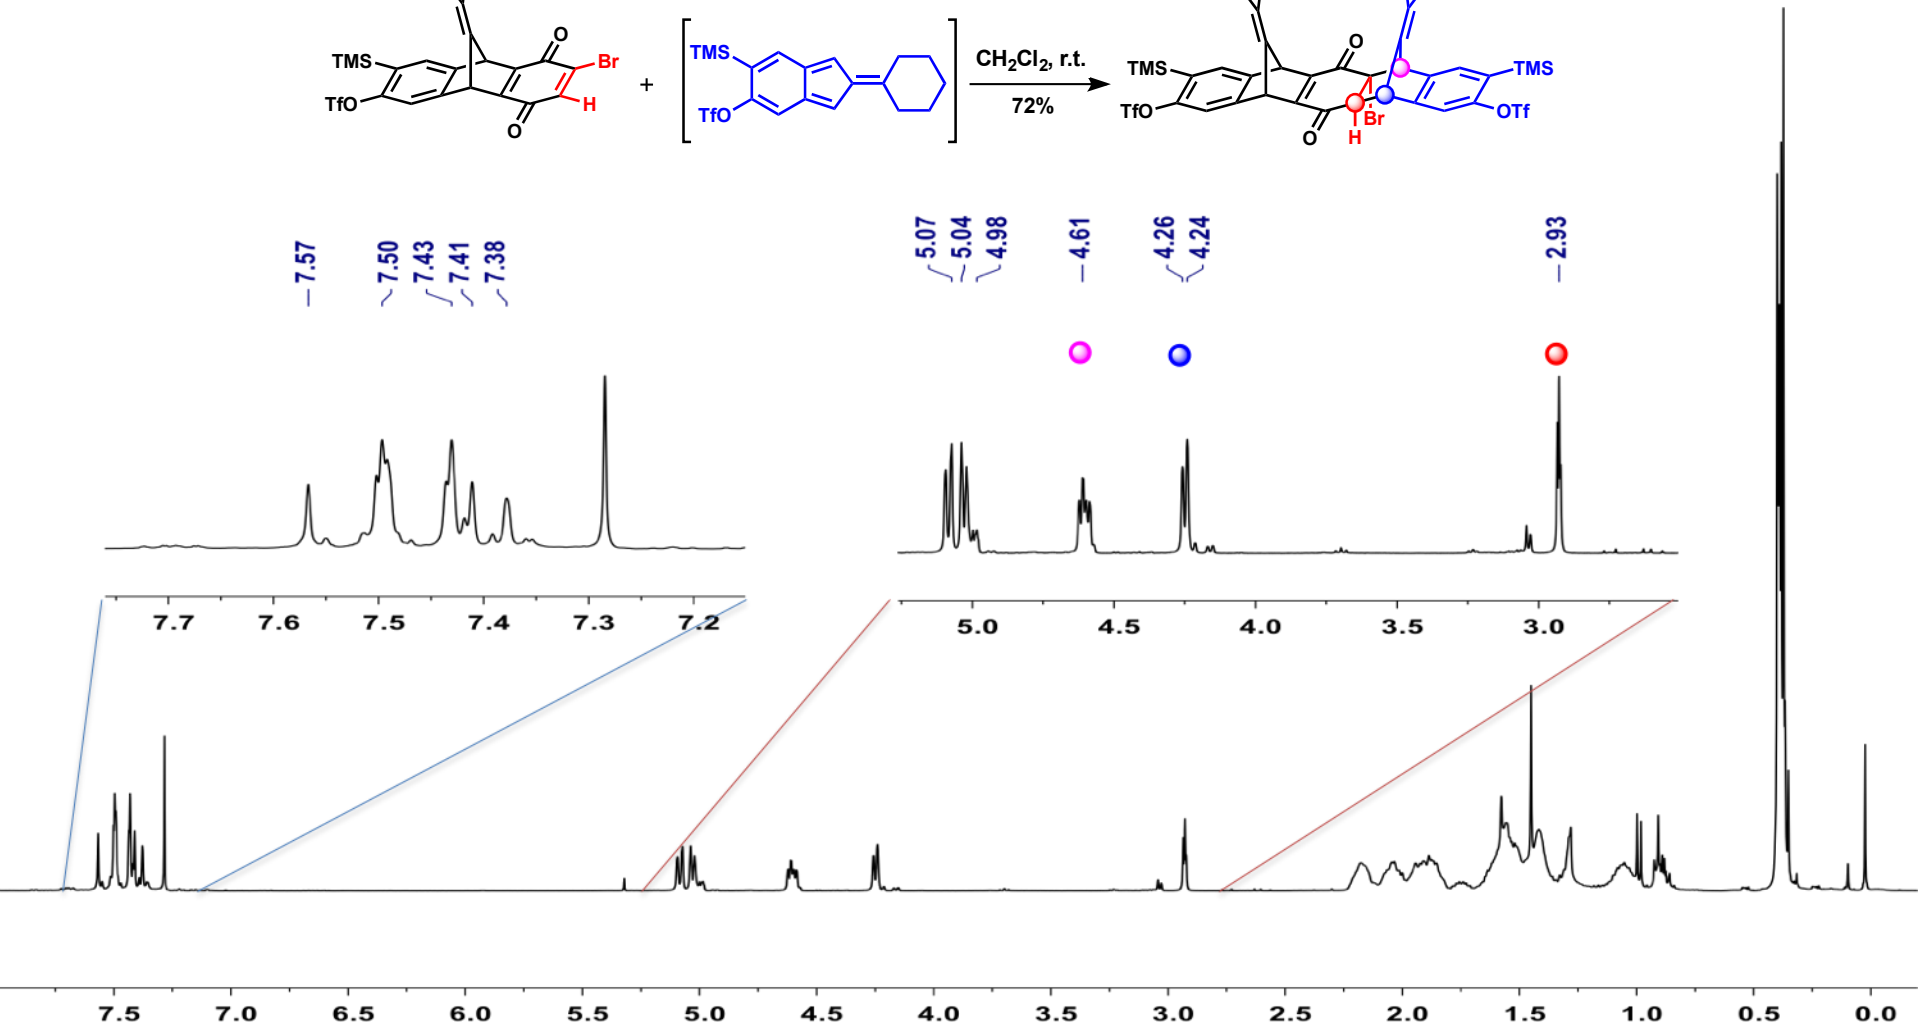 TMS
TfO
O
O
Br
H
+
TMS
TfO
CH2Cl2, r.t.
72%
TMS
TfO
O
O
H
Br
TMS
OTf
7.57
7.50
7.43
7.41
7.38
5.07
5.04
4.98
4.61
4.26
4.24
2.93
7.7 7.6 7.5 7.4 7.3 7.2
5.0 4.5 4.0 3.5 3.0
7.5 7.0 6.5 6.0 5.5 5.0 4.5 4.0 3.5 3.0 2.5 2.0 1.5 1.0 0.5 0.0